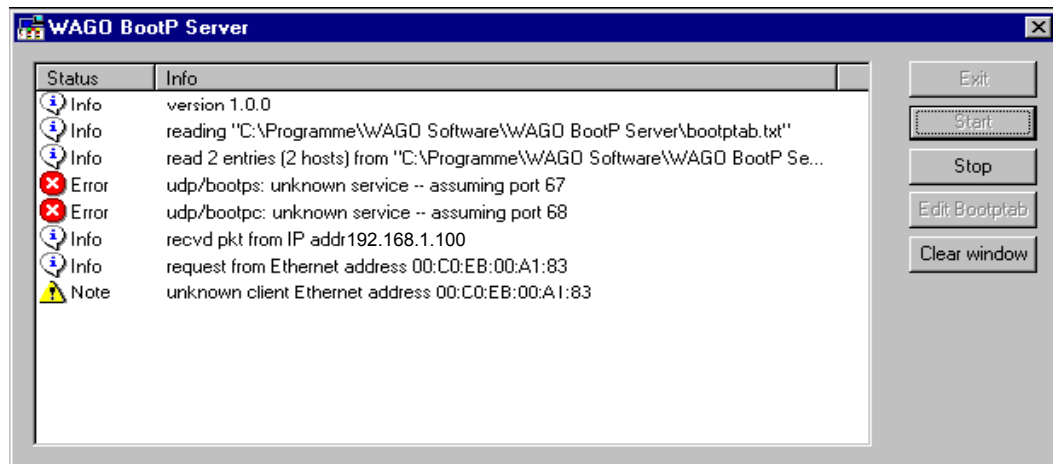 WAGO BootP Server
Status Info
Info version 1.0.0
Info reading "C:\Programme\WAGO Software\WAGO BootP Server\bootptab.txt"
Info read 2 entries (2 hosts) from "C:\Programme\WAGO Software\WAGO BootP Se...
Error udp/bootps: unknown service -- assuming port 67
Error udp/bootpc: unknown service -- assuming port 68
Info recvd pkt from IP addr192.168.1.100
Info request from Ethernet address 00:C0:EB:00:A1:83
Note unknown client Ethernet address 00:C0:EB:00:A1:83
Exit
Start
Stop
Edit Bootptab
Clear window